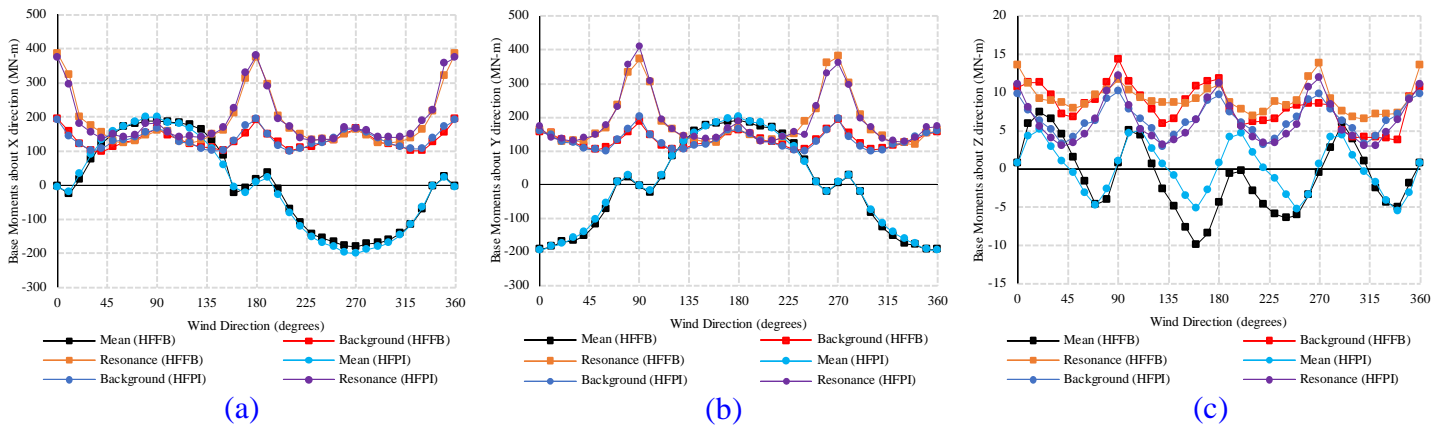 Base Moments about X direction (MN-m)
500
400
300
200
100
0
-100
-200
-300
0 45 90 135 180 225 270 315 360
Wind Direction (degrees)
Mean (HFFB) Background (HFFB)
Resonance (HFFB) Mean (HFPI)
Background (HFPI) Resonance (HFPI)
(a)
Base Moments about Y direction (MN-m)
500
400
300
200
100
0
100
200
300
0 45 90 135 180 225 270 315 360
Wind Direction (degrees)
Mean (HFFB) Background (HFFB)
Resonance (HFFB) Mean (HFPI)
Background (HFPI) Resonance (HFPI)
(b)
Base Moments about Z direction (MN-m)
20
15
10
5
0
-5
-10
-15
0 45 90 135 180 225 270 315 360
Wind Direction (degrees)
Mean (HFFB) Background (HFFB)
Resonance (HFFB) Mean (HFPI)
Background (HFPI) Resonance (HFPI)
(c)